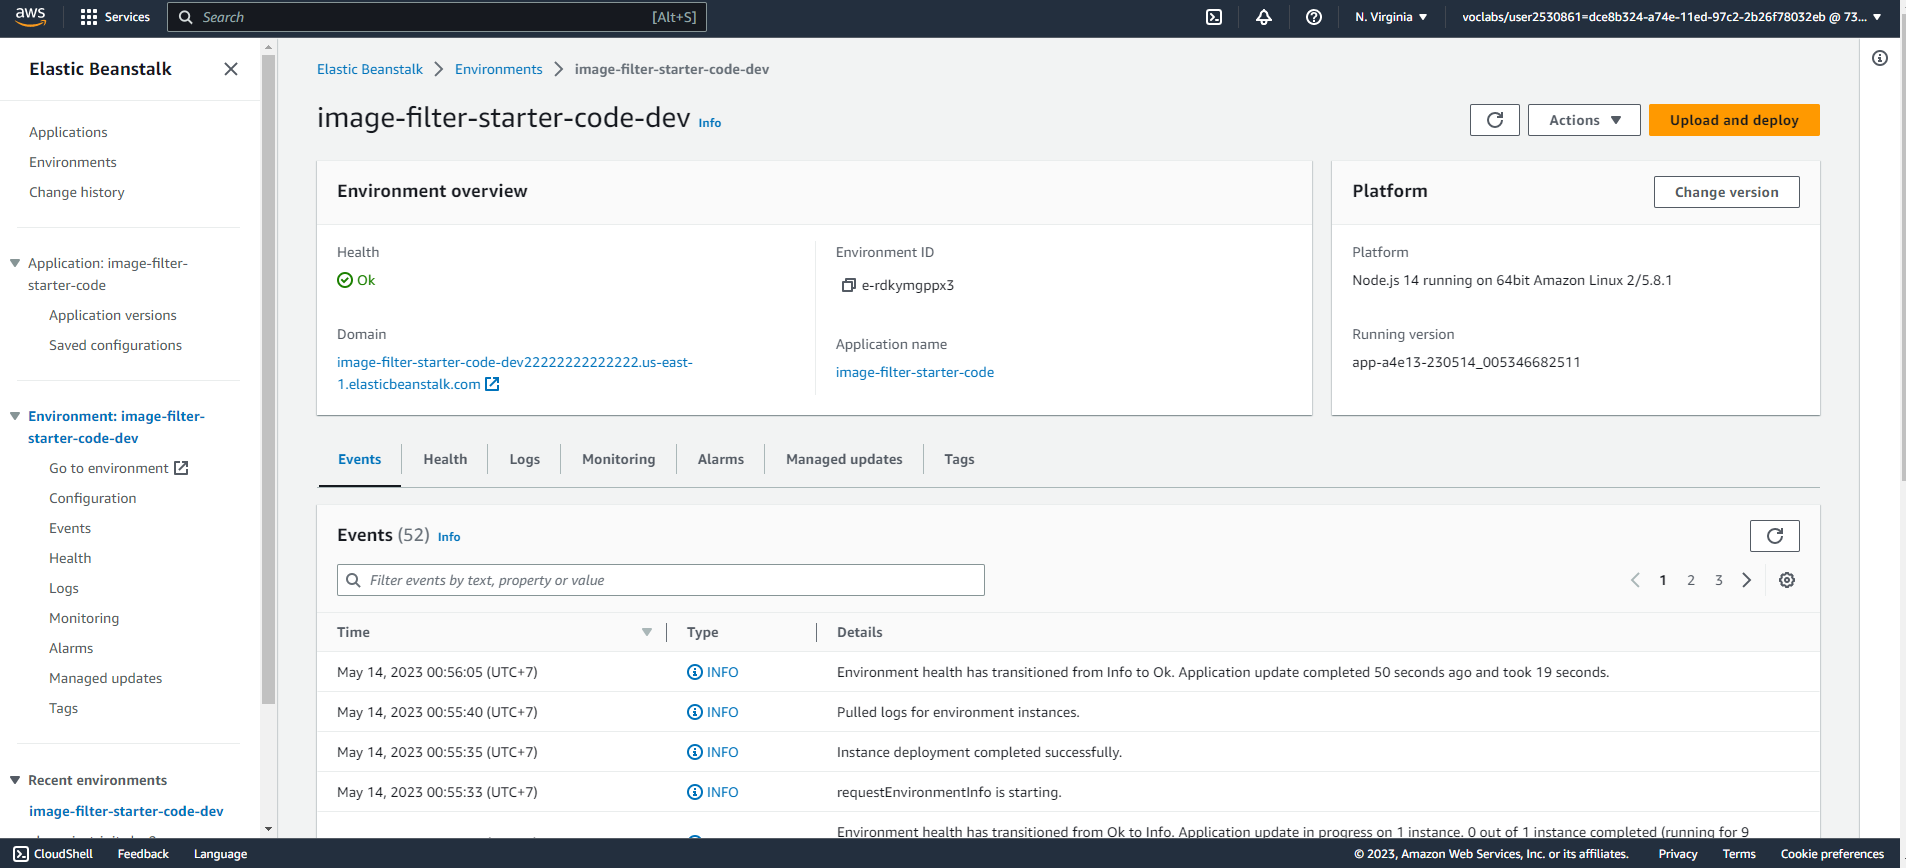 aws
Services
Search
[Alt+S]
N. Virginia
voclabs/user2530861=dce8b324-a74e-11ed-97c2-2b26f78032eb @ 73...
Elastic Beanstalk
Applications
Environments
Change history
Application: image-filter-
starter-code
Application versions
Saved configurations
Environment: image-filter-
starter-code-dev
Go to environment
Configuration
Events
Health
Logs
Monitoring
Alarms
Managed updates
Tags
Recent environments
image-filter-starter-code-dev
Elastic Beanstalk
Environments
image-filter-starter-code-dev
image-filter-starter-code-dev Info
Actions
Upload and deploy
Environment overview
Health
Ok
Domain
image-filter-starter-code-dev22222222222222.us-east-
1.elasticbeanstalk.com
Environment ID
e-rdkymgppx3
Application name
image-filter-starter-code
Platform
Change version
Platform
Node.js 14 running on 64bit Amazon Linux 2/5.8.1
Running version
app-a4e13-230514_005346682511
Events
Health
Logs
Monitoring
Alarms
Managed updates
Tags
Events (52) Info
Filter events by text, property or value
1 2 3
Time Type Details
May 14, 2023 00:56:05 (UTC+7) INFO Environment health has transitioned from Info to Ok. Application update completed 50 seconds ago and took 19 seconds.
May 14, 2023 00:55:40 (UTC+7) INFO Pulled logs for environment instances.
May 14, 2023 00:55:35 (UTC+7) INFO Instance deployment completed successfully.
May 14, 2023 00:55:33 (UTC+7) INFO requestEnvironmentInfo is starting.
Environment health has transitioned from Ok to Info. Application update in progress on 1 instance. 0 out of 1 instance completed (running for 9
CloudShell
Feedback
Language
© 2023, Amazon Web Services, Inc. or its affiliates.
Privacy
Terms
Cookie preferences